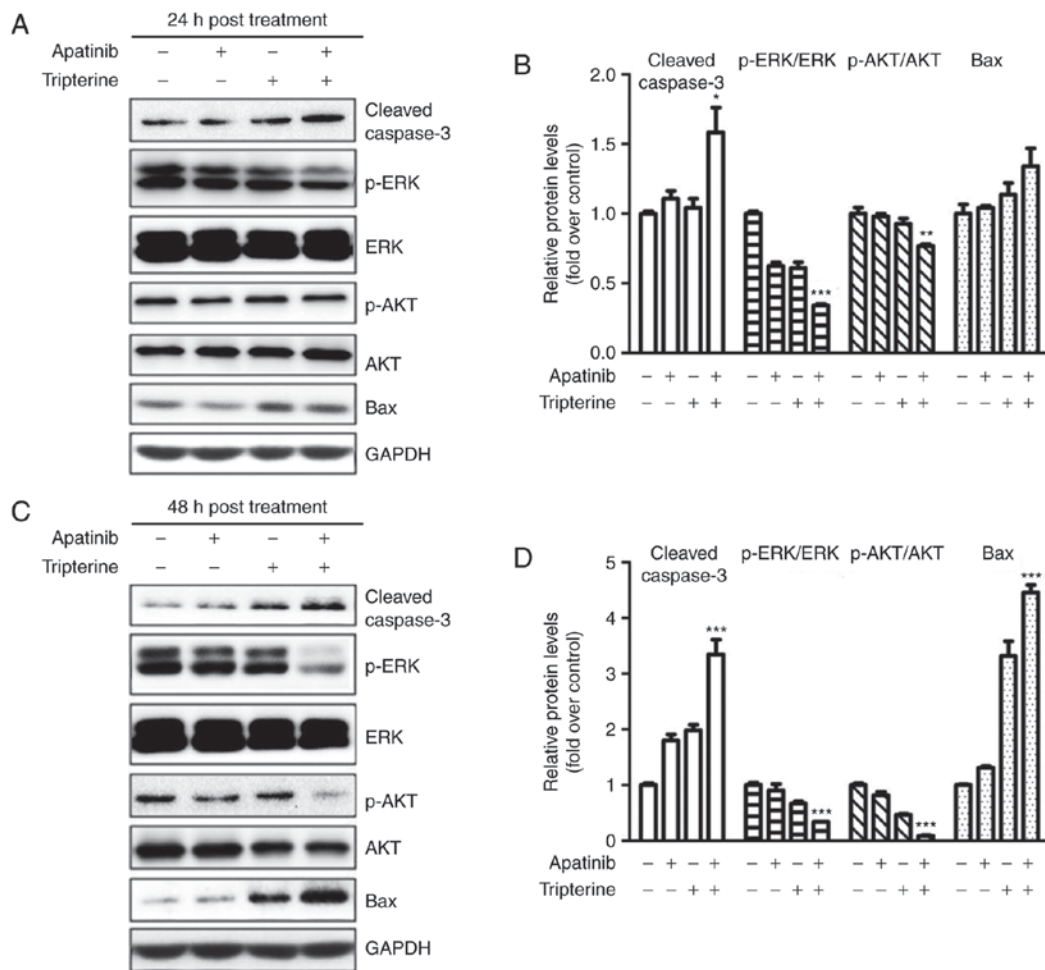 A
24 h post treatment
Apatinib – + – +
Tripterine – – + +
Cleaved
caspase-3
p-ERK
ERK
p-AKT
AKT
Bax
GAPDH
B
Cleaved
caspase-3
p-ERK/ERK
p-AKT/AKT
Bax
Relative protein levels
(fold over control)
2.0
1.5
1.0
0.5
0.0
*
***
**
Apatinib – + – + – + – + – + – + – + – +
Tripterine – – + + – – + + – – + + – – + +
C
48 h post treatment
Apatinib – + – +
Tripterine – – + +
Cleaved
caspase-3
p-ERK
ERK
p-AKT
AKT
Bax
GAPDH
D
Cleaved
caspase-3
p-ERK/ERK
p-AKT/AKT
Bax
Relative protein levels
(fold over control)
5
4
3
2
1
0
***
***
***
***
Apatinib – + – + – + – + – + – + – + – +
Tripterine – – + + – – + + – – + + – – + +